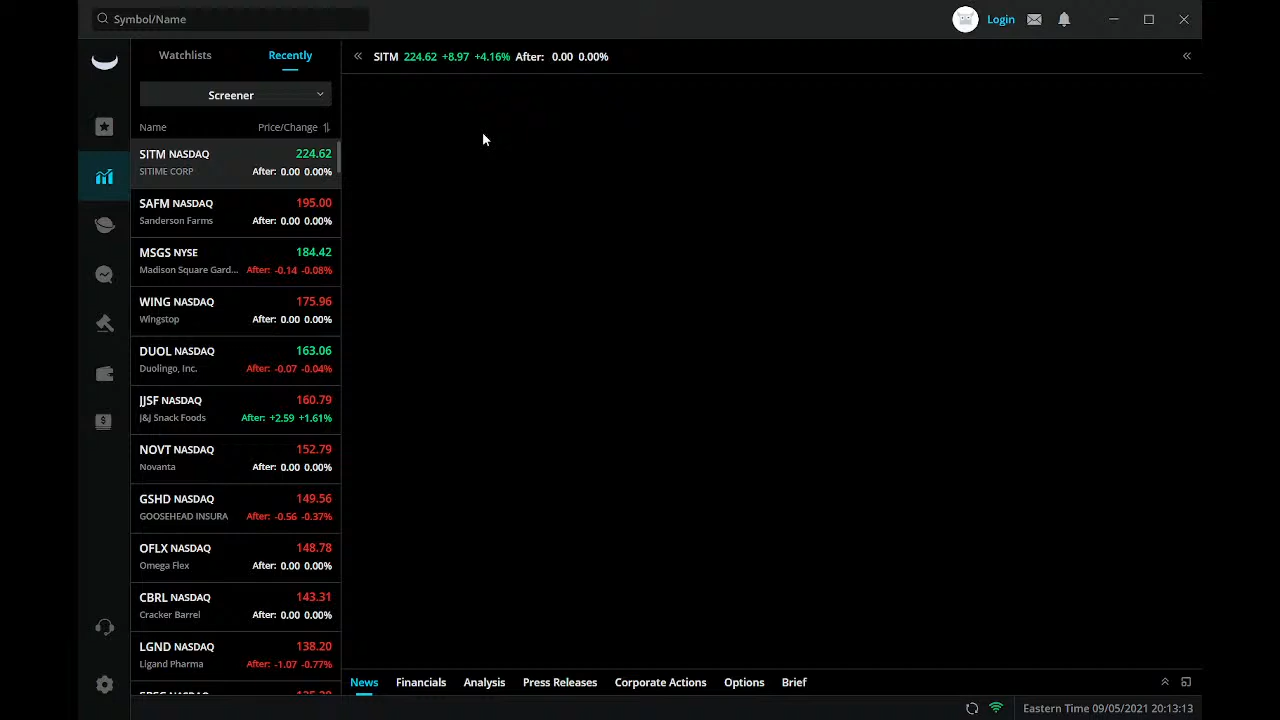 Symbol/Name
Login
Watchlists Recently
SITM 224.62 +8.97 +4.16% After: 0.00 0.00%
Screener
Name Price/Change
SITM NASDAQ 224.62
SITIME CORP After: 0.00 0.00%
SAFM NASDAQ 195.00
Sanderson Farms After: 0.00 0.00%
MSGS NYSE 184.42
Madison Square Gard... After: -0.14 -0.08%
WING NASDAQ 175.96
Wingstop After: 0.00 0.00%
DUOL NASDAQ 163.06
Duolingo, Inc. After: -0.07 -0.04%
JJSF NASDAQ 160.79
J&J Snack Foods After: +2.59 +1.61%
NOVT NASDAQ 152.79
Novanta After: 0.00 0.00%
GSHD NASDAQ 149.56
GOOSEHEAD INSURA After: -0.56 -0.37%
OFLX NASDAQ 148.78
Omega Flex After: 0.00 0.00%
CBRL NASDAQ 143.31
Cracker Barrel After: 0.00 0.00%
LGND NASDAQ 138.20
Ligand Pharma After: -1.07 -0.77%
News Financials Analysis Press Releases Corporate Actions Options Brief
Eastern Time 09/05/2021 20:13:13